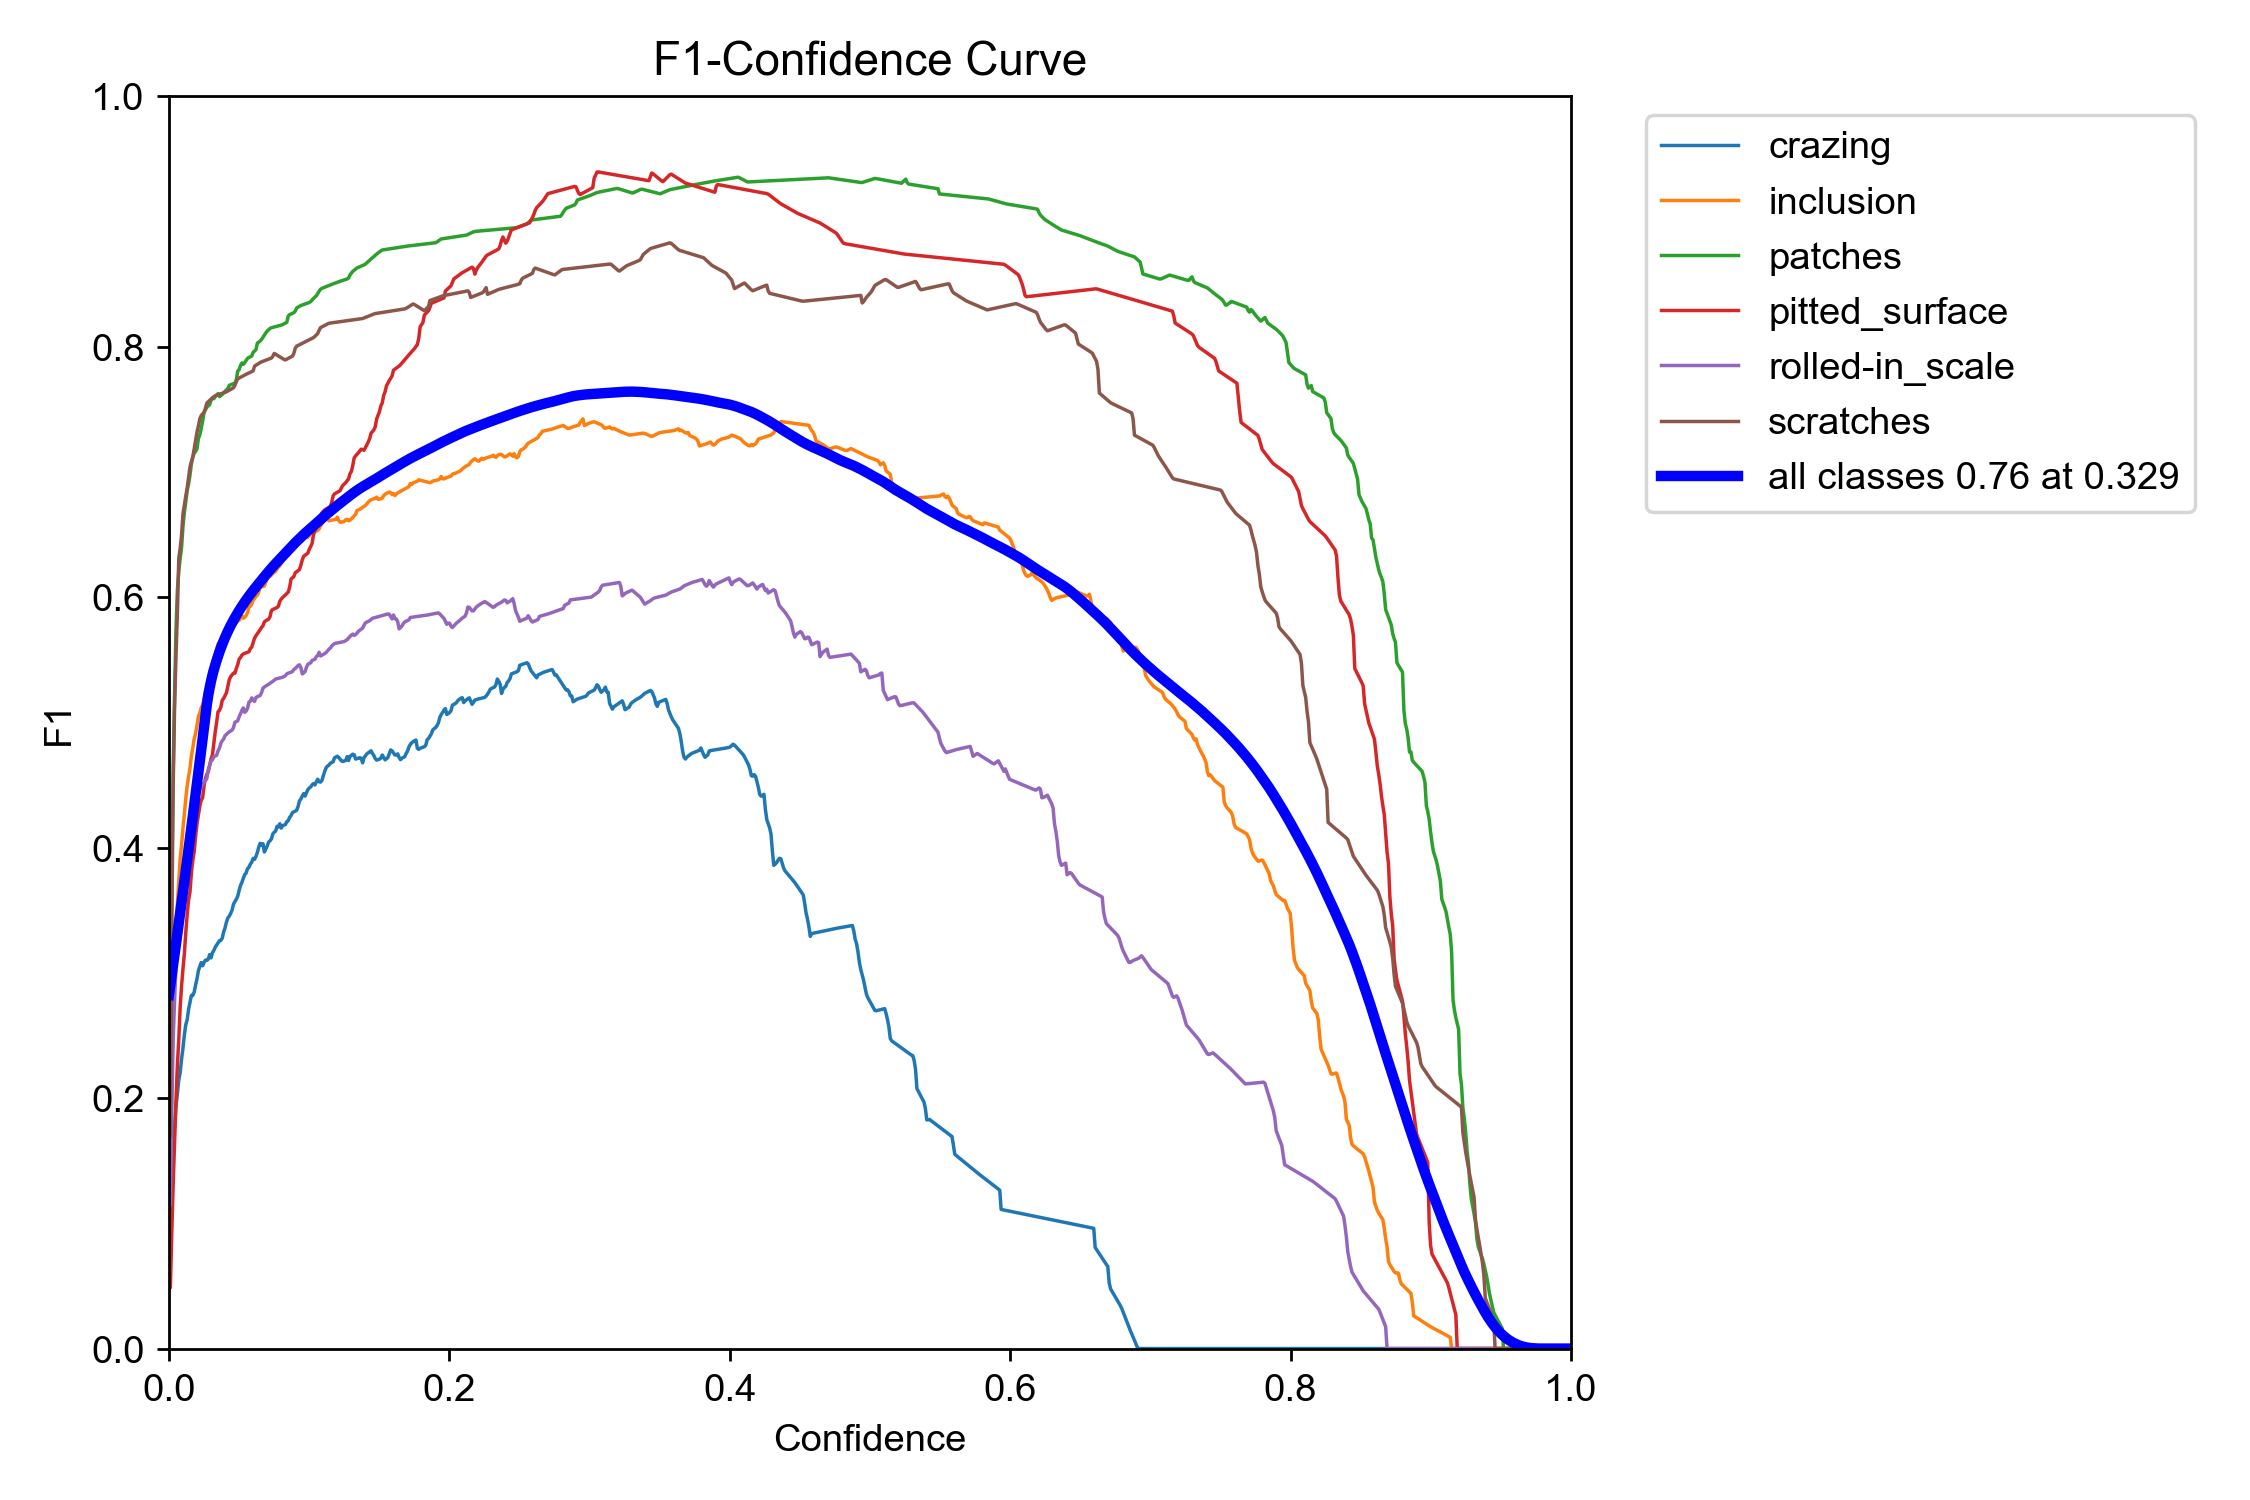 F1-Confidence Curve
1.0
0.8
0.6
0.4
0.2
0.0
F1
0.0 0.2 0.4 0.6 0.8 1.0
Confidence
crazing
inclusion
patches
pitted_surface
rolled-in_scale
scratches
all classes 0.76 at 0.329